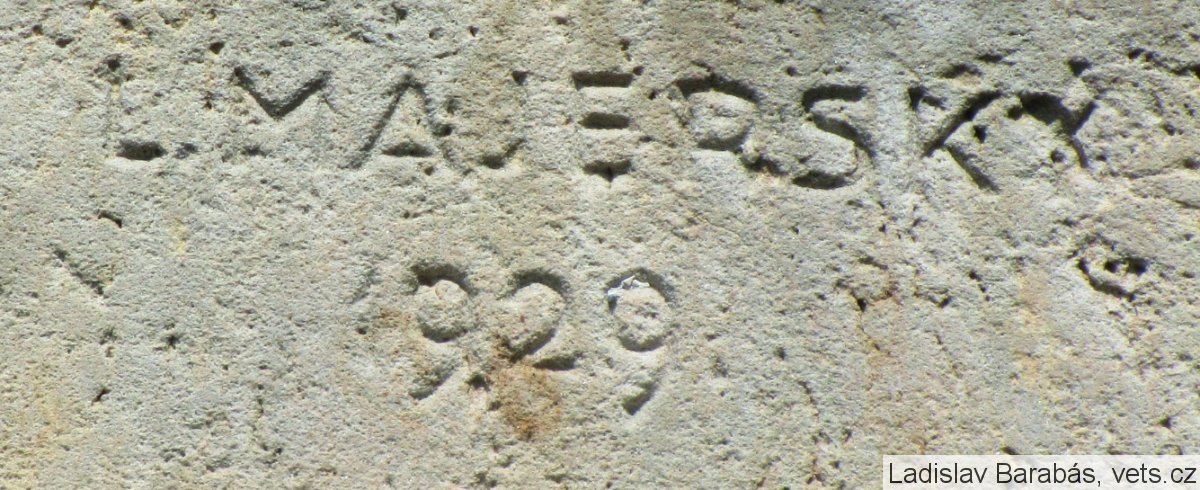 L MAJERSKY
929
Ladislav Barabás, vets.cz